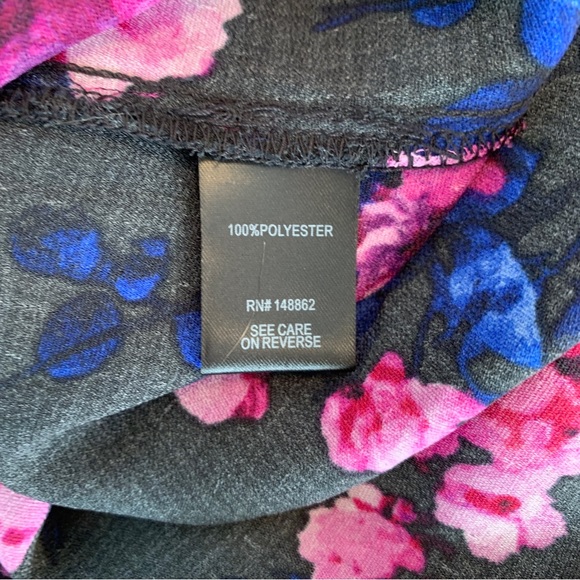 100%POLYESTER
RN# 148862
SEE CARE
ON REVERSE